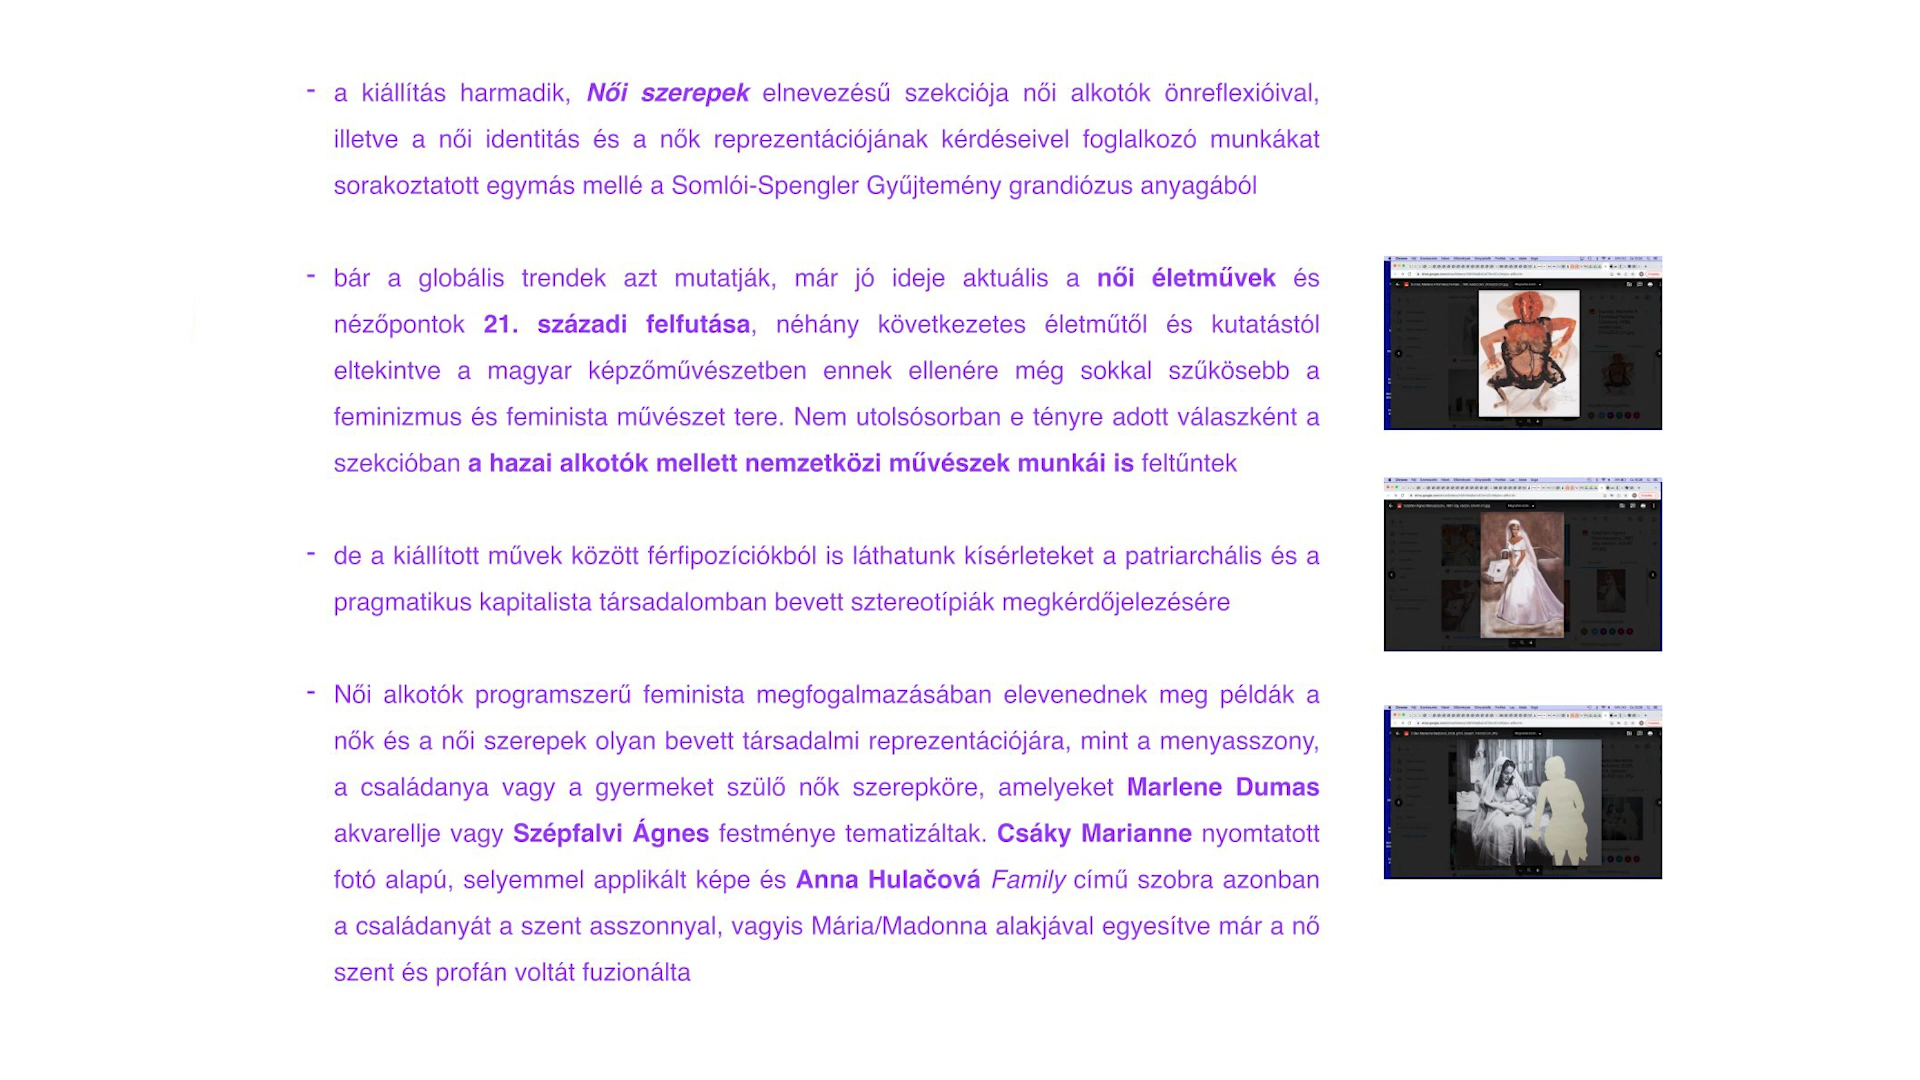 - a kiállítás harmadik, Női szerepek elnevezésű szekciója női alkotók önreflexióival,
illetve a női identitás és a nők reprezentációjának kérdéseivel foglalkozó munkákat
sorakoztatott egymás mellé a Somlói-Spengler Gyűjtemény grandiózus anyagából
- bár a globális trendek azt mutatják, már jó ideje aktuális a női életművek és
nézőpontok 21. századi felfutása, néhány következetes életműtől és kutatástól
eltekintve a magyar képzőművészetben ennek ellenére még sokkal szűkösebb a
feminizmus és feminista művészet tere. Nem utolsósorban e tényre adott válaszként a
szekcióban a hazai alkotók mellett nemzetközi művészek munkái is feltűntek
- de a kiállított művek között férfipozíciókból is láthatunk kísérleteket a patriarchális és a
pragmatikus kapitalista társadalomban bevett sztereotípiák megkérdőjelezésére
- Női alkotók programszerű feminista megfogalmazásában elevenednek meg példák a
nők és a női szerepek olyan bevett társadalmi reprezentációjára, mint a menyasszony,
a családanya vagy a gyermeket szülő nők szerepköre, amelyeket Marlene Dumas
akvarellje vagy Szépfalvi Ágnes festménye tematizáltak. Csáky Marianne nyomtatott
fotó alapú, selyemmel applikált képe és Anna Hulačová Family című szobra azonban
a családanyát a szent asszonnyal, vagyis Mária/Madonna alakjával egyesítve már a nő
szent és profán voltát fuzionálta